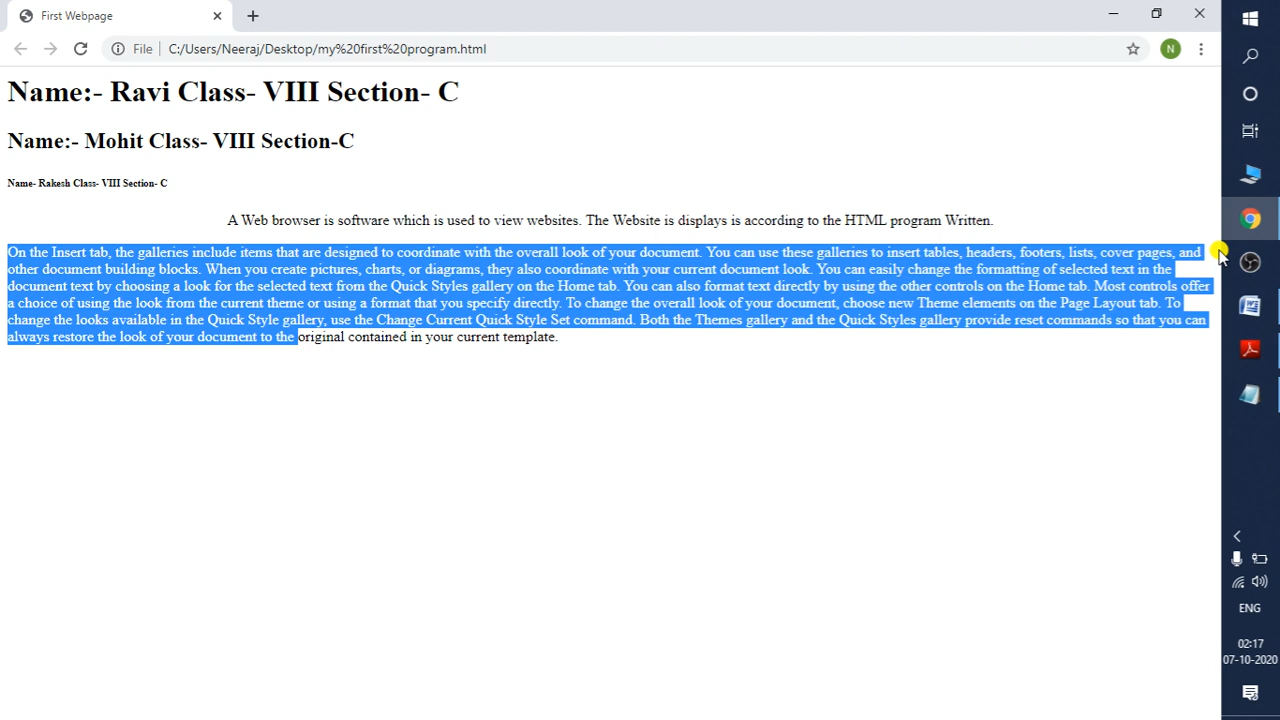 First Webpage
File
C:/Users/Neeraj/Desktop/my%20first%20program.html
N
Name:- Ravi Class- VIII Section- C
Name:- Mohit Class- VIII Section-C
Name- Rakesh Class- VIII Section- C
A Web browser is software which is used to view websites. The Website is displays is according to the HTML program Written.
On the Insert tab, the galleries include items that are designed to coordinate with the overall look of your document. You can use these galleries to insert tables, headers, footers, lists, cover pages, and
other document building blocks. When you create pictures, charts, or diagrams, they also coordinate with your current document look. You can easily change the formatting of selected text in the
document text by choosing a look for the selected text from the Quick Styles gallery on the Home tab. You can also format text directly by using the other controls on the Home tab. Most controls offer
a choice of using the look from the current theme or using a format that you specify directly. To change the overall look of your document, choose new Theme elements on the Page Layout tab. To
change the looks available in the Quick Style gallery, use the Change Current Quick Style Set command. Both the Themes gallery and the Quick Styles gallery provide reset commands so that you can
always restore the look of your document to the original contained in your current template.
ENG
02:17
07-10-2020